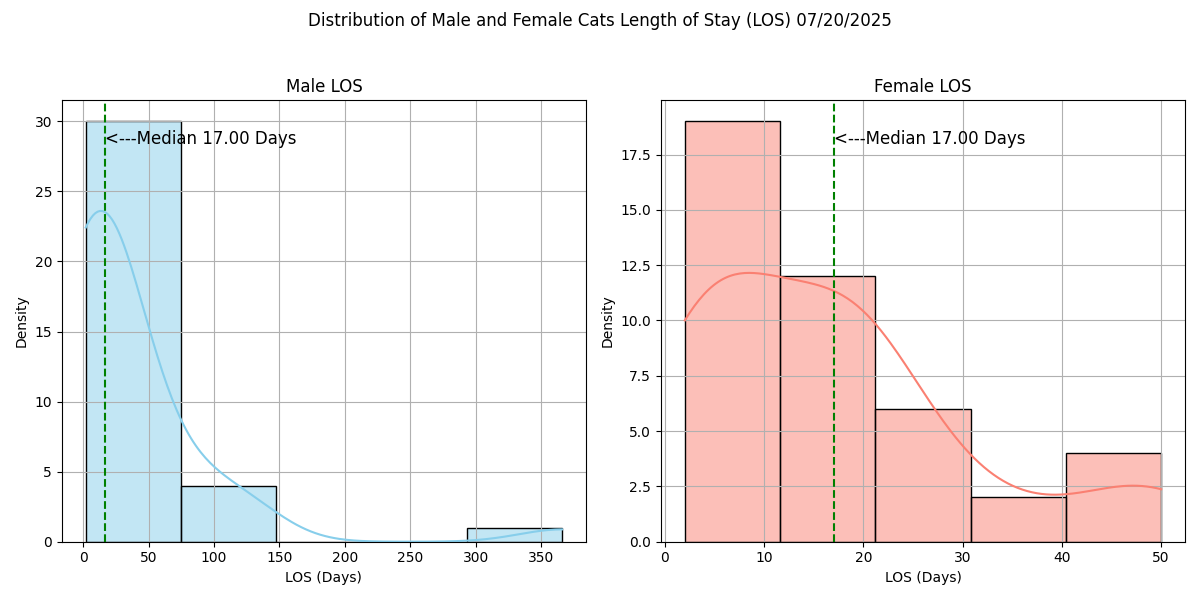 Distribution of Male and Female Cats Length of Stay (LOS) 07/20/2025
Male LOS
Density
30
25
20
15
10
5
0
<---Median 17.00 Days
0 50 100 150 200 250 300 350
LOS (Days)
Female LOS
Density
17.5
15.0
12.5
10.0
7.5
5.0
2.5
0.0
<---Median 17.00 Days
0 10 20 30 40 50
LOS (Days)